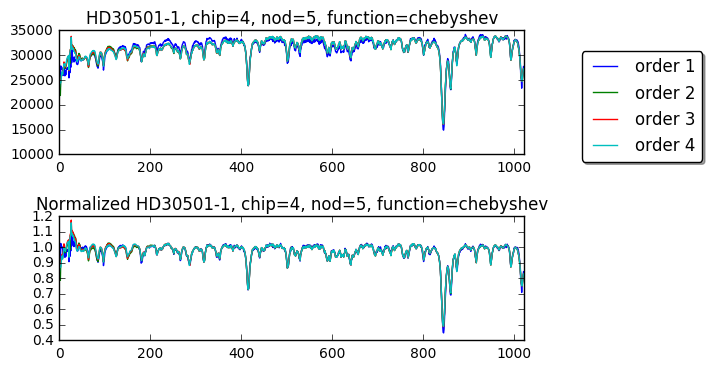 HD30501-1, chip=4, nod=5, function=chebyshev
35000
30000
25000
20000
15000
10000
0 200 400 600 800 1000
order 1
order 2
order 3
order 4
Normalized HD30501-1, chip=4, nod=5, function=chebyshev
1.2
1.1
1.0
0.9
0.8
0.7
0.6
0.5
0.4
0 200 400 600 800 1000